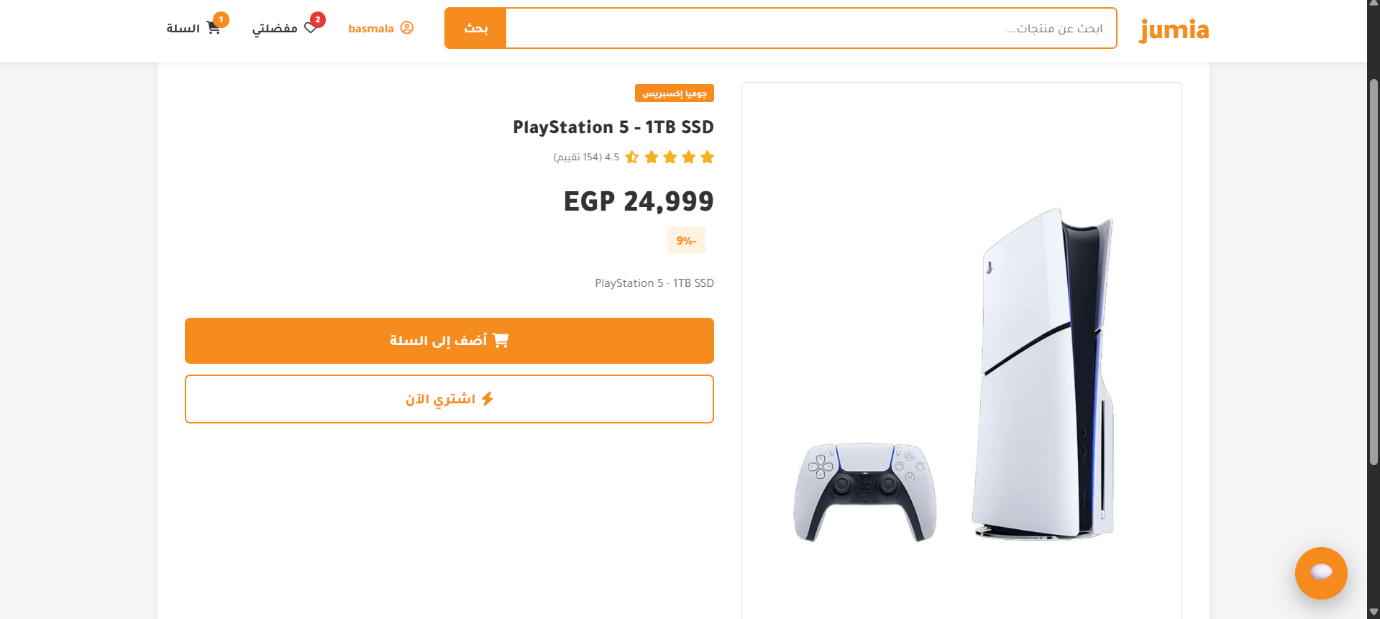 jumia
ابحث عن منتجات...
بحث
basmala
مفضلتي 2
السلة 1
جوميا إكسبريس
PlayStation 5 - 1TB SSD
4.5 (154 تقييم)
EGP 24,999
-9%
PlayStation 5 - 1TB SSD
أضف إلى السلة
اشتري الآن